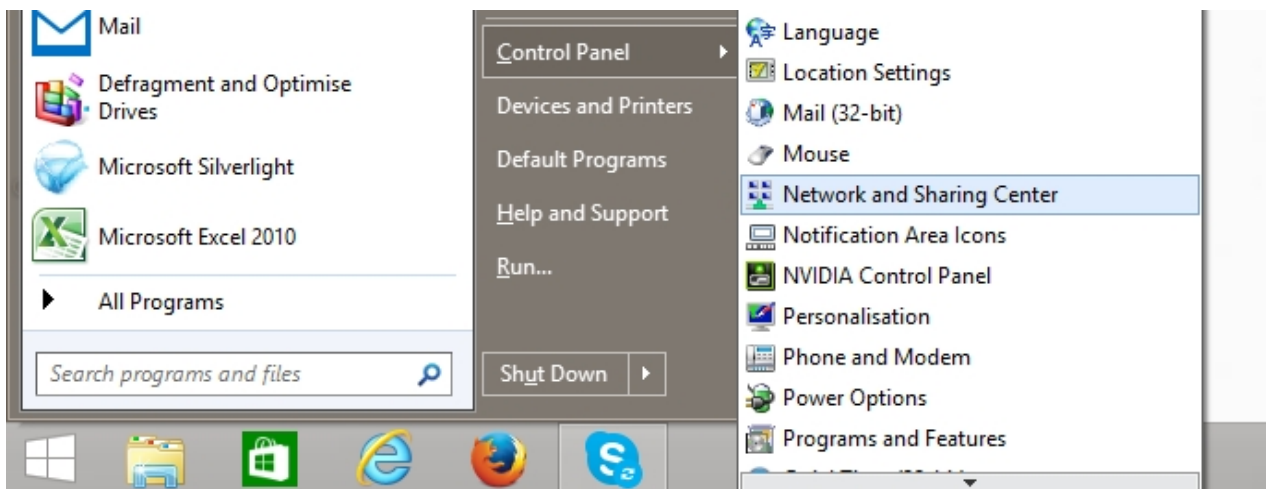 Mail
Defragment and Optimise
Drives
Microsoft Silverlight
Microsoft Excel 2010
All Programs
Search programs and files
Control Panel
Devices and Printers
Default Programs
Help and Support
Run...
Shut Down
Language
Location Settings
Mail (32-bit)
Mouse
Network and Sharing Center
Notification Area Icons
NVIDIA Control Panel
Personalisation
Phone and Modem
Power Options
Programs and Features